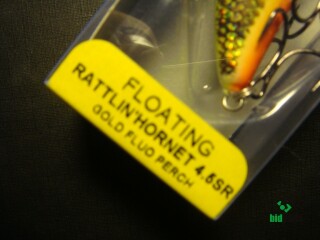 FLOATING
RATTLIN'HORNET 4.5SR
GOLD FLUO PERCH
bid